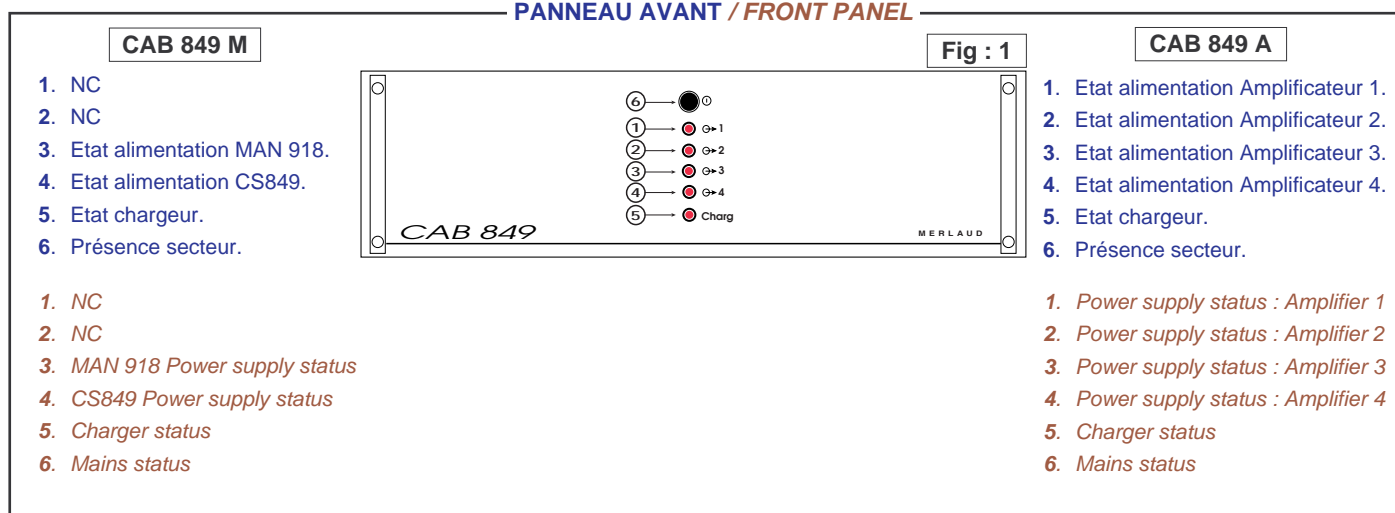 PANNEAU AVANT / FRONT PANEL
CAB 849 M
1. NC
2. NC
3. Etat alimentation MAN 918.
4. Etat alimentation CS849.
5. Etat chargeur.
6. Présence secteur.
1. NC
2. NC
3. MAN 918 Power supply status
4. CS849 Power supply status
5. Charger status
6. Mains status
Fig : 1
6
1 1
2 2
3 3
4 4
5 Charg
CAB 849
MERLAUD
CAB 849 A
1. Etat alimentation Amplificateur 1.
2. Etat alimentation Amplificateur 2.
3. Etat alimentation Amplificateur 3.
4. Etat alimentation Amplificateur 4.
5. Etat chargeur.
6. Présence secteur.
1. Power supply status : Amplifier 1
2. Power supply status : Amplifier 2
3. Power supply status : Amplifier 3
4. Power supply status : Amplifier 4
5. Charger status
6. Mains status